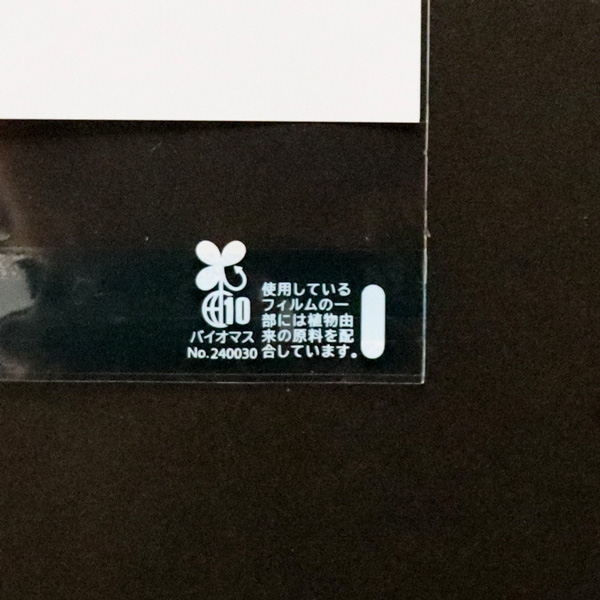 10
バイオマス
No.240030
使用している
フィルムの一
部には植物由
来の原料を配
合しています。